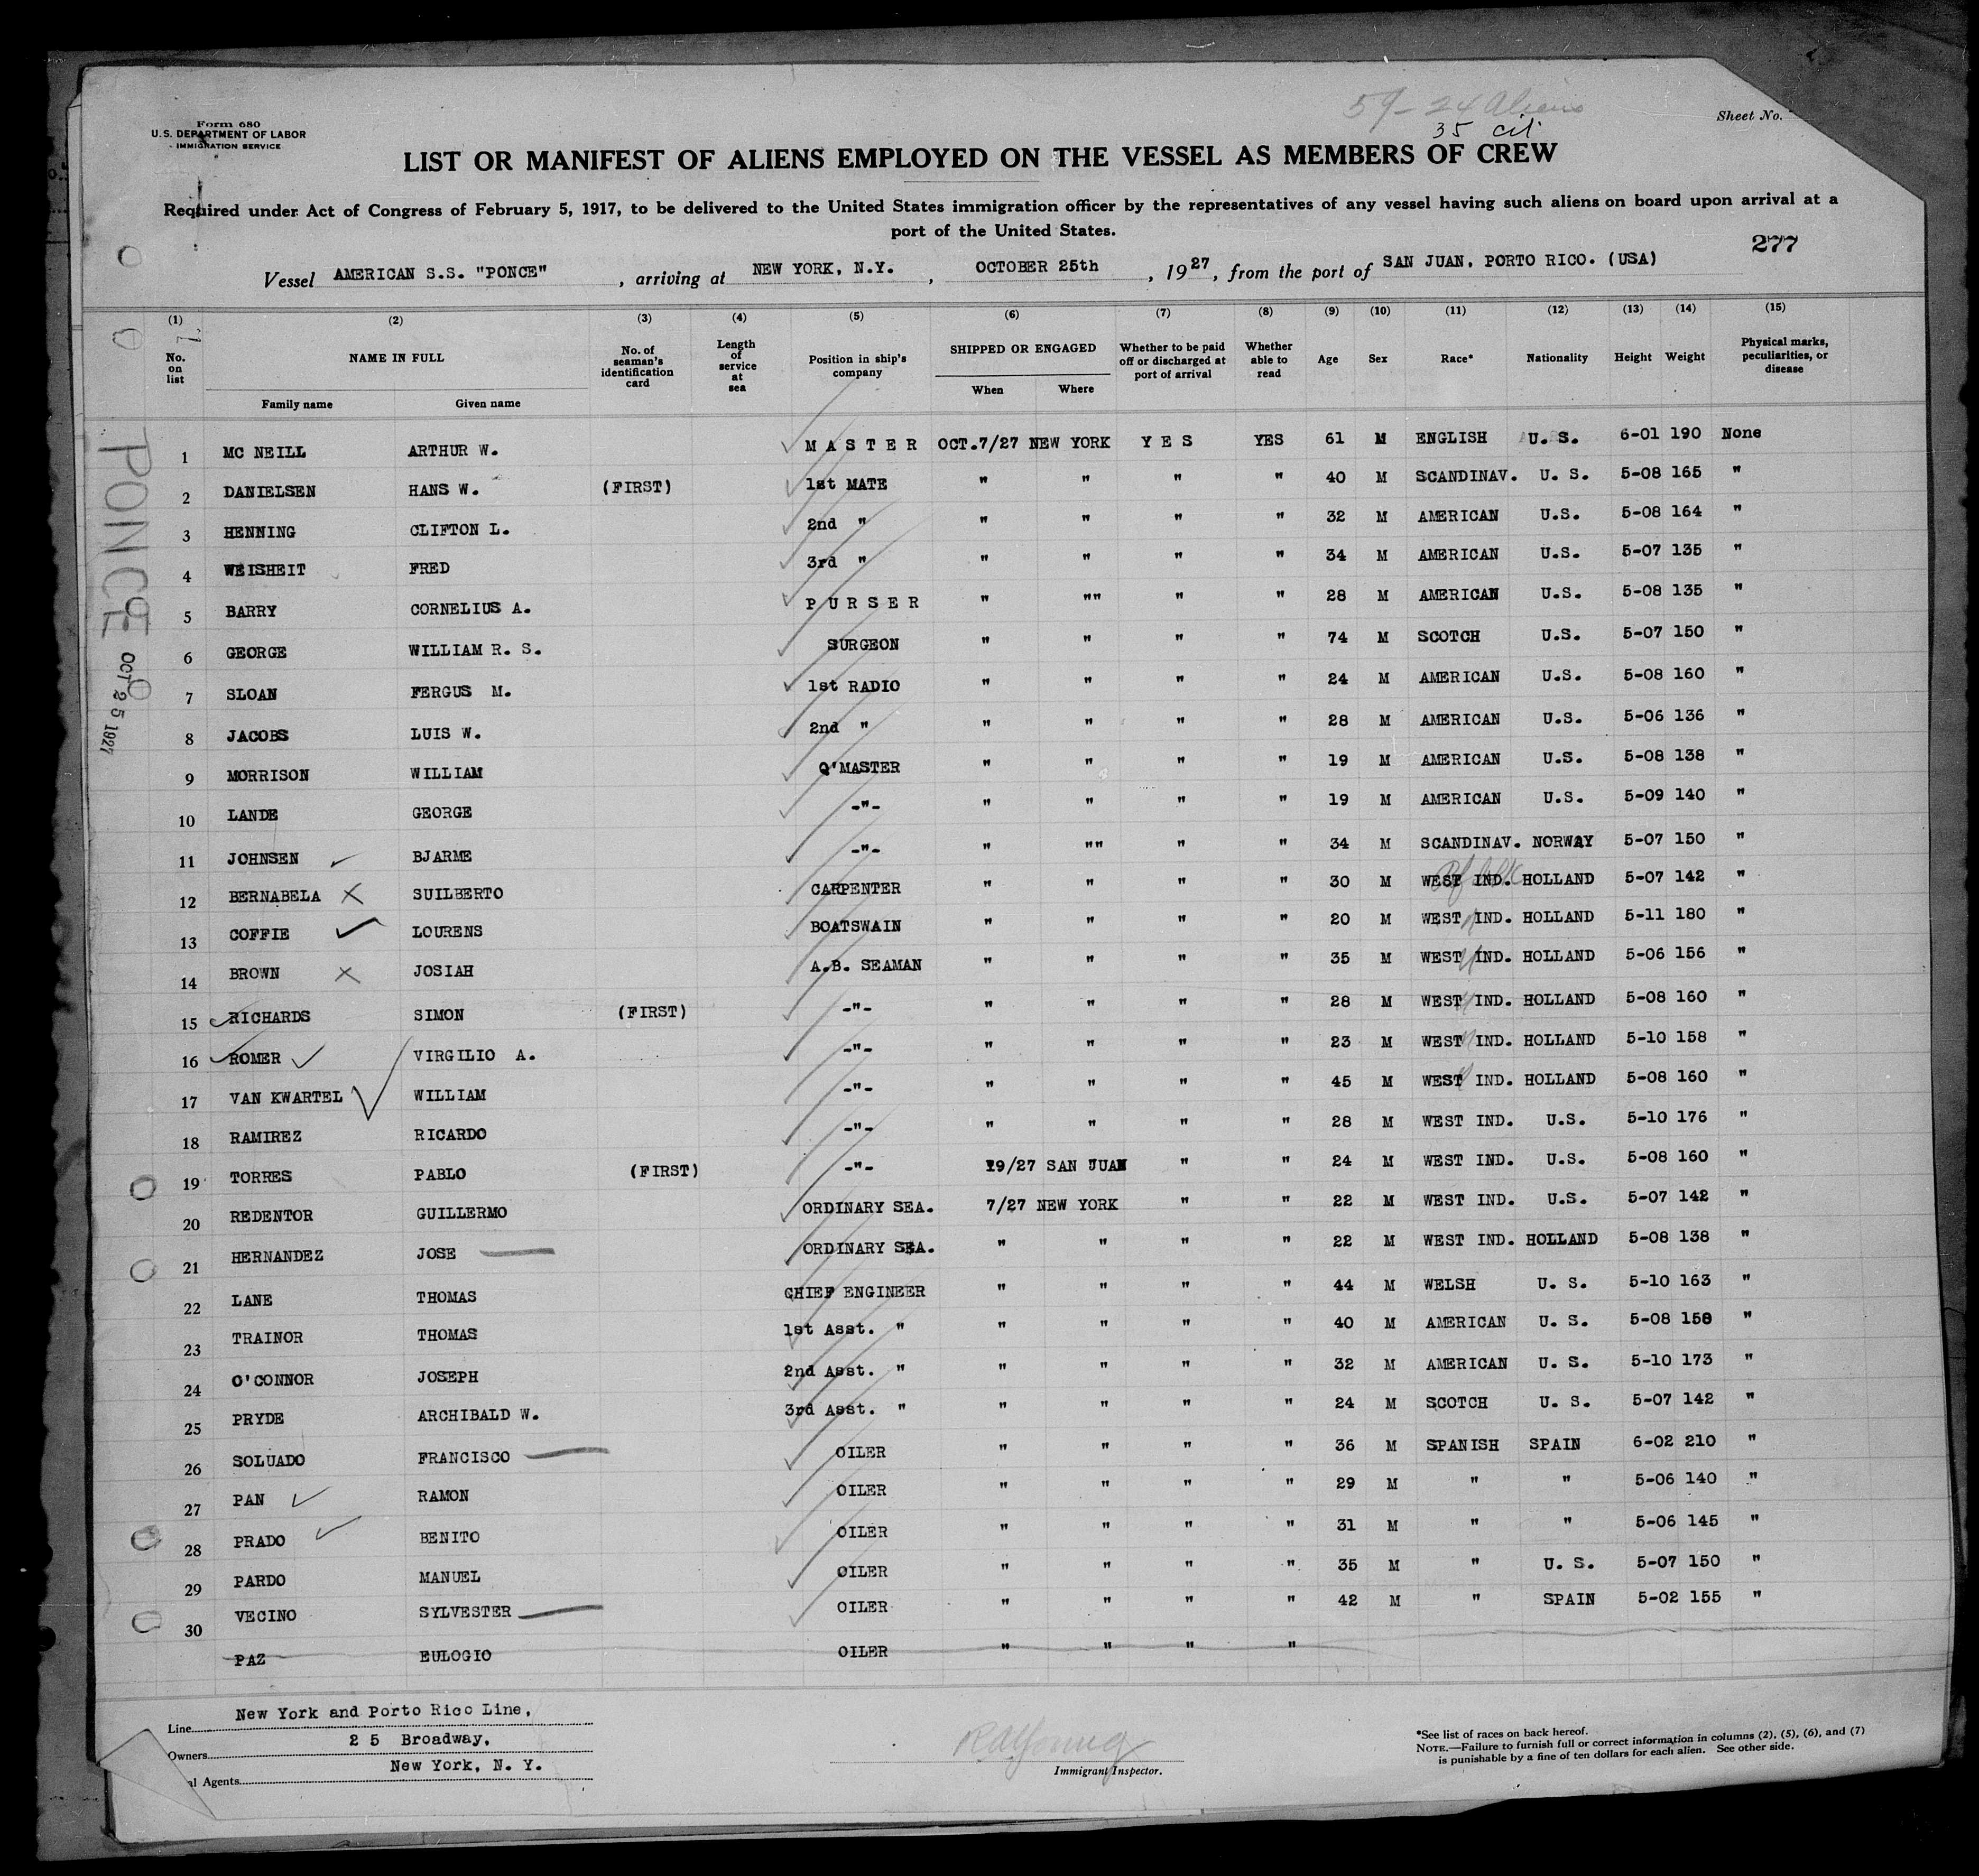 59 - 24 Aliens
35 cit
Sheet No.
Form 680
U.S. DEPARTMENT OF LABOR
IMMIGRATION SERVICE
LIST OR MANIFEST OF ALIENS EMPLOYED ON THE VESSEL AS MEMBERS OF CREW
Required under Act of Congress of February 5, 1917, to be delivered to the United States immigration officer by the representatives of any vessel having such aliens on board upon arrival at a
port of the United States.
277
Vessel AMERICAN S.S. "PONCE" , arriving at NEW YORK, N.Y. , OCTOBER 25th , 1927, from the port of SAN JUAN, PORTO RICO. (USA)
(1) (2) (3) (4) (5) (6) (7) (8) (9) (10) (11) (12) (13) (14) (15)
No. on list NAME IN FULL Family name Given name No. of seaman's identification card Length of service at sea Position in ship's company SHIPPED OR ENGAGED When Where Whether to be paid off or discharged at port of arrival Whether able to read Age Sex Race* Nationality Height Weight Physical marks, peculiarities, or disease
PONCE
OCT 25 1927
1 MC NEILL ARTHUR W. MASTER OCT.7/27 NEW YORK YES YES 61 M ENGLISH U.S. 6-01 190 None
2 DANIELSEN HANS W. (FIRST) 1st MATE " " " " 40 M SCANDINAV. U. S. 5-08 165 "
3 HENNING CLIFTON L. 2nd " " " " " 32 M AMERICAN U.S. 5-08 164 "
4 WEISHEIT FRED 3rd " " " " " 34 M AMERICAN U.S. 5-07 135 "
5 BARRY CORNELIUS A. PURSER " "" " " 28 M AMERICAN U.S. 5-08 135 "
6 GEORGE WILLIAM R. S. SURGEON " " " " 74 M SCOTCH U.S. 5-07 150 "
7 SLOAN FERGUS M. 1st RADIO " " " " 24 M AMERICAN U.S. 5-08 160 "
8 JACOBS LUIS W. 2nd " " " " " 28 M AMERICAN U.S. 5-06 136 "
9 MORRISON WILLIAM Q'MASTER " " " " 19 M AMERICAN U.S. 5-08 138 "
10 LANDE GEORGE -"- " " " " 19 M AMERICAN U.S. 5-09 140 "
11 JOHNSEN BJARME -"- " "" " " 34 M SCANDINAV. NORWAY 5-07 150 "
12 BERNABELA SUILBERTO CARPENTER " " " " 30 M WEST IND. HOLLAND 5-07 142 "
13 COFFIE LOURENS BOATSWAIN " " " " 20 M WEST IND. HOLLAND 5-11 180 "
14 BROWN JOSIAH A.B. SEAMAN " " " " 35 M WEST IND. HOLLAND 5-06 156 "
15 RICHARDS SIMON (FIRST) -"- " " " " 28 M WEST IND. HOLLAND 5-08 160 "
16 ROMER VIRGILIO A. -"- " " " " 23 M WEST IND. HOLLAND 5-10 158 "
17 VAN KWARTEL WILLIAM -"- " " " " 45 M WEST IND. HOLLAND 5-08 160 "
18 RAMIREZ RICARDO -"- " " " " 28 M WEST IND. U.S. 5-10 176 "
19 TORRES PABLO (FIRST) -"- 19/27 SAN JUAN " " 24 M WEST IND. U.S. 5-08 160 "
20 REDENTOR GUILLERMO ORDINARY SEA. 7/27 NEW YORK " " 22 M WEST IND. U.S. 5-07 142 "
21 HERNANDEZ JOSE ORDINARY SEA. " " " " 22 M WEST IND. HOLLAND 5-08 138 "
22 LANE THOMAS CHIEF ENGINEER " " " " 44 M WELSH U. S. 5-10 163 "
23 TRAINOR THOMAS 1st Asst. " " " " " 40 M AMERICAN U. S. 5-08 158 "
24 O'CONNOR JOSEPH 2nd Asst. " " " " " 32 M AMERICAN U. S. 5-10 173 "
25 PRYDE ARCHIBALD W. 3rd Asst. " " " " " 24 M SCOTCH U. S. 5-07 142 "
26 SOLUADO FRANCISCO OILER " " " " 36 M SPANISH SPAIN 6-02 210 "
27 PAN RAMON OILER " " " " 29 M " " 5-06 140 "
28 PRADO BENITO OILER " " " " 31 M " " 5-06 145 "
29 PARDO MANUEL OILER " " " " 35 M " U. S. 5-07 150 "
30 VECINO SYLVESTER OILER " " " " 42 M " SPAIN 5-02 155 "
PAZ EULOGIO OILER " " " "
Line New York and Porto Rico Line,
Owners 2 5 Broadway,
al Agents New York, N. Y.
Immigrant Inspector.
*See list of races on back hereof.
NOTE.—Failure to furnish full or correct information in columns (2), (5), (6), and (7)
is punishable by a fine of ten dollars for each alien. See other side.